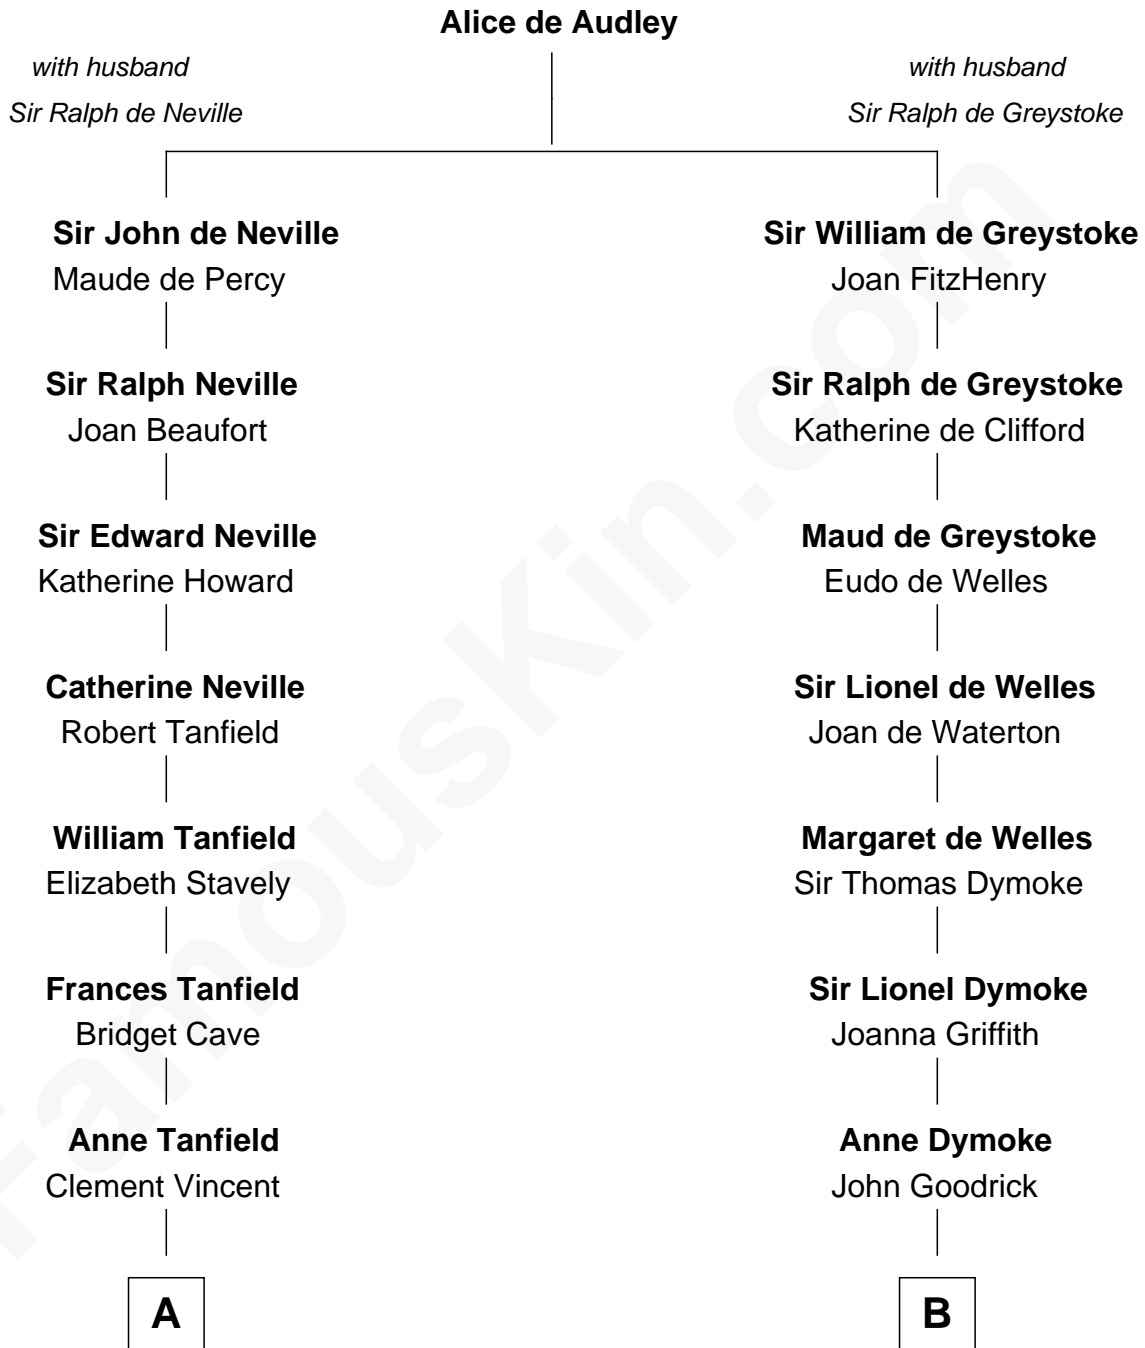 Alice de Audley
with husband
Sir Ralph de Neville
with husband
Sir Ralph de Greystoke
Sir John de Neville
Maude de Percy
Sir William de Greystoke
Joan FitzHenry
Sir Ralph Neville
Joan Beaufort
Sir Ralph de Greystoke
Katherine de Clifford
Sir Edward Neville
Katherine Howard
Maud de Greystoke
Eudo de Welles
Catherine Neville
Robert Tanfield
Sir Lionel de Welles
Joan de Waterton
William Tanfield
Elizabeth Stavely
Margaret de Welles
Sir Thomas Dymoke
Frances Tanfield
Bridget Cave
Sir Lionel Dymoke
Joanna Griffith
Anne Tanfield
Clement Vincent
Anne Dymoke
John Goodrick
A
B
FamousKin.com